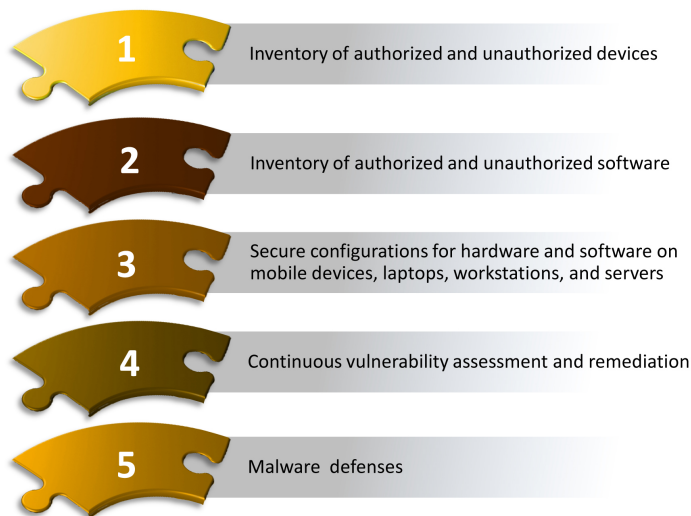 1
Inventory of authorized and unauthorized devices
2
Inventory of authorized and unauthorized software
3
Secure configurations for hardware and software on
mobile devices, laptops, workstations, and servers
4
Continuous vulnerability assessment and remediation
5
Malware  defenses